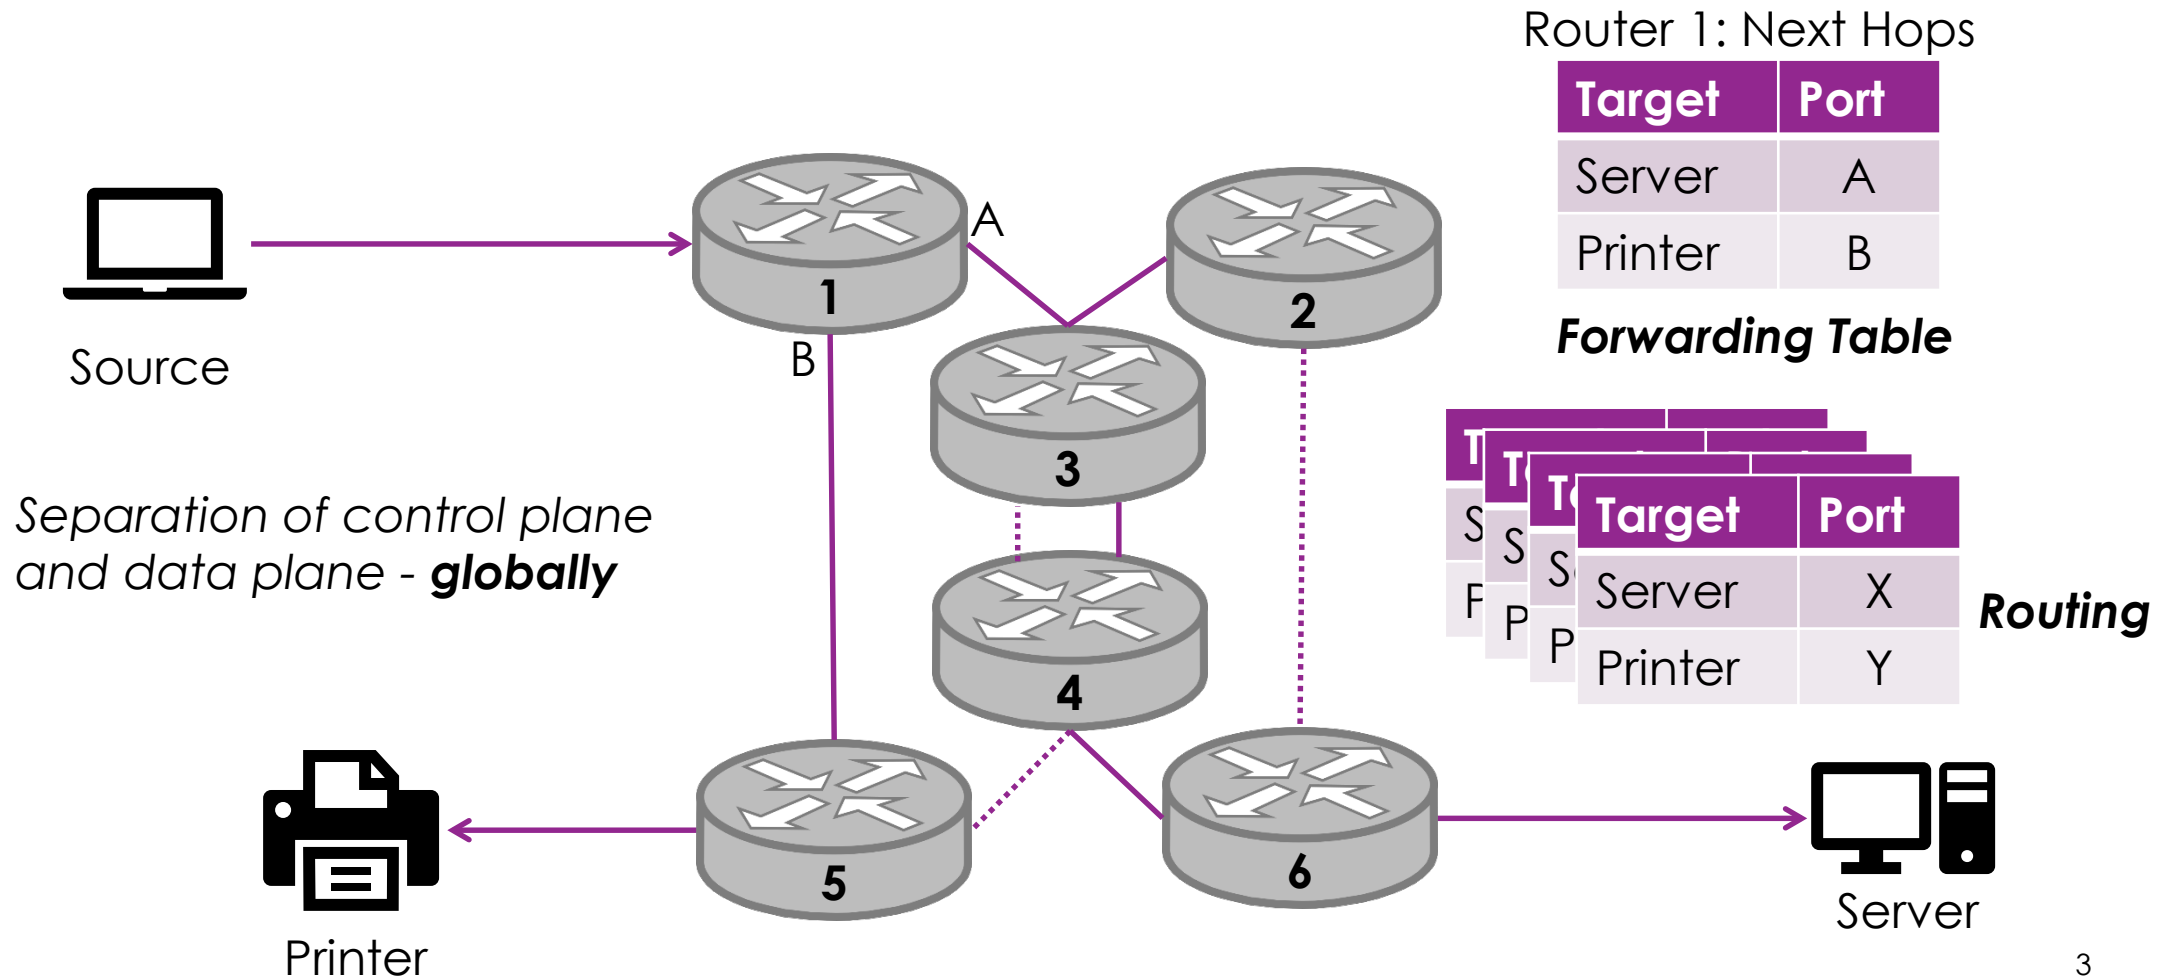 Router 1: Next Hops
Target Port
Server A
Printer B
Forwarding Table
A
1
B
2
3
4
5
6
Source
Separation of control plane
and data plane - globally
T
S
P
T
S
P
T
S
P
Target Port
Server X
Printer Y
Routing
Printer
Server
3